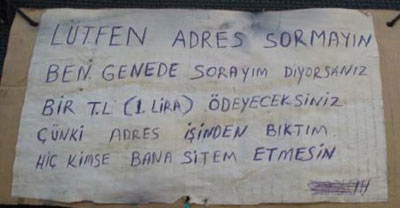 LÜTFEN ADRES SORMAYIN
BEN GENEDE SORAYIM DİYORSANIZ
BİR T.L (1. LİRA) ÖDEYECEKSİNİZ
ÇÜNKİ ADRES İŞİNDEN BIKTIM
HİÇ KİMSE BANA SİTEM ETMESİN